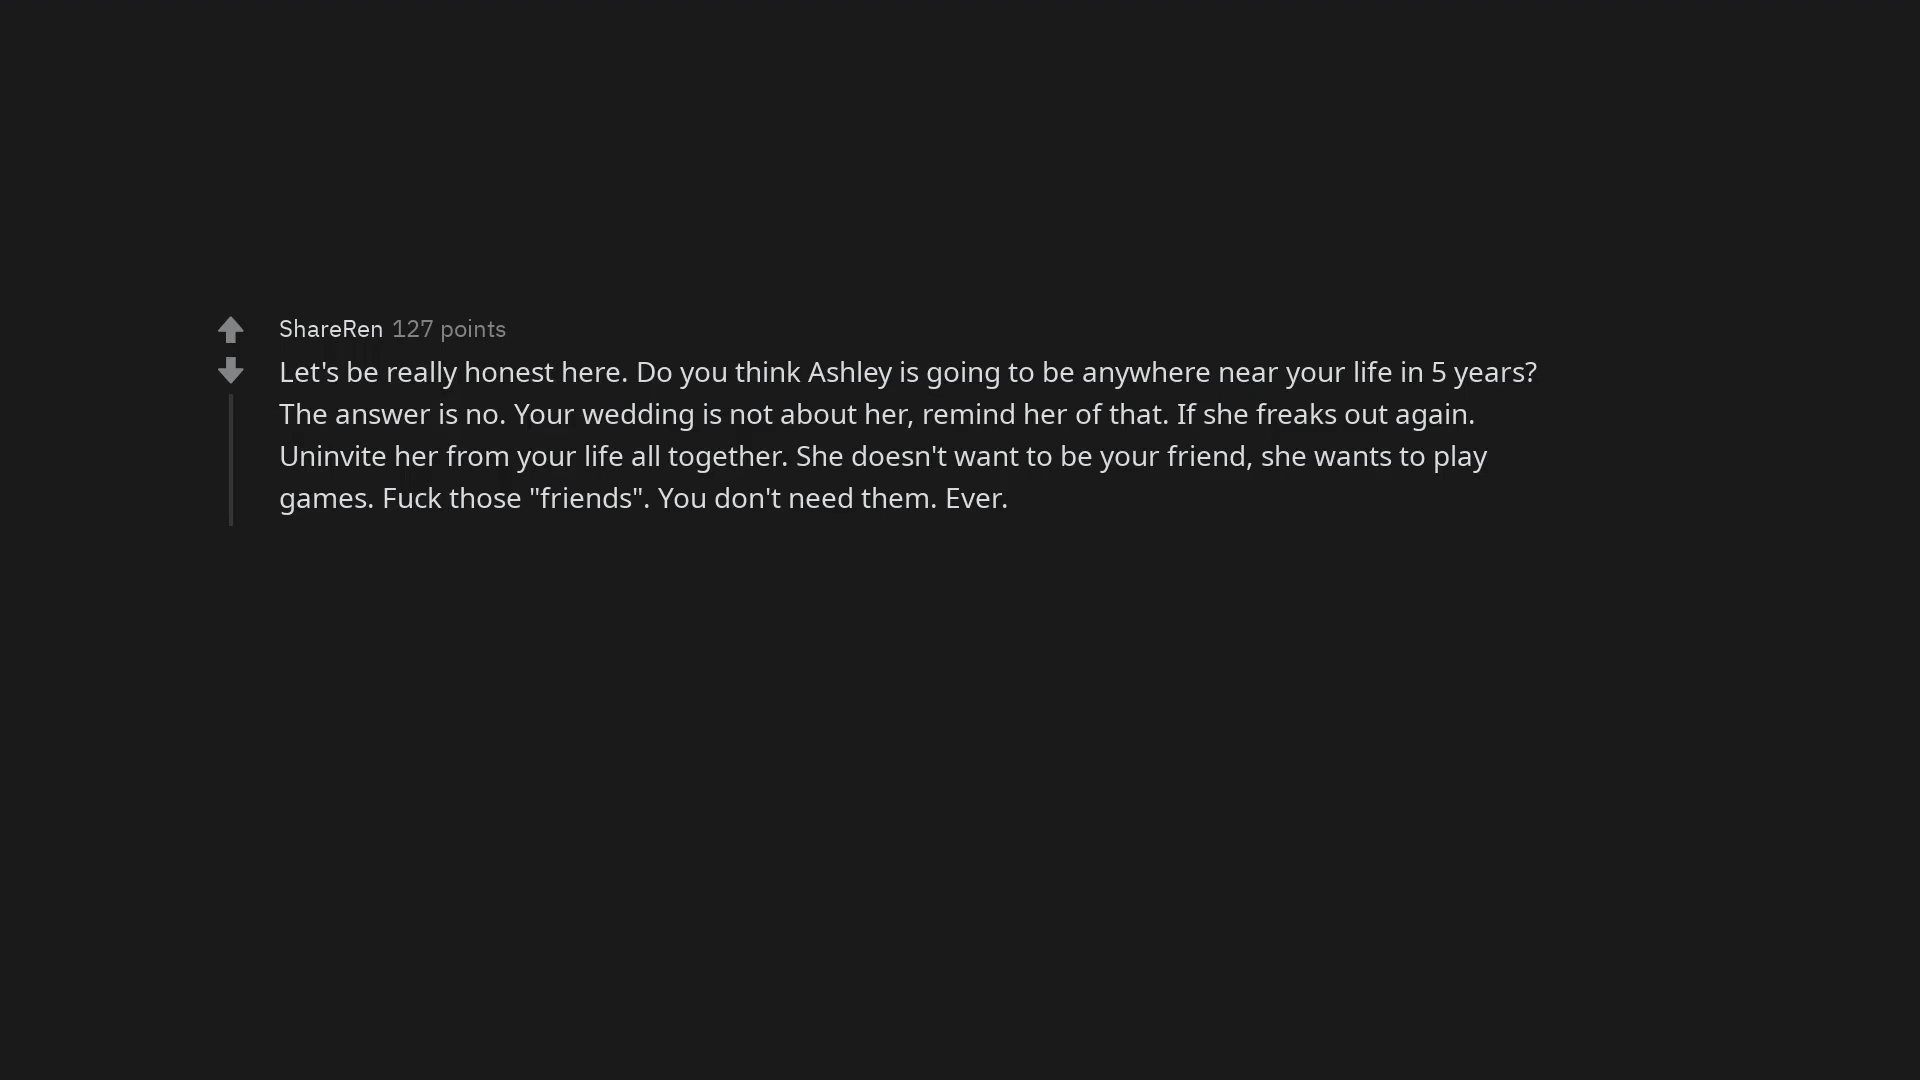 ShareRen 127 points
Let's be really honest here. Do you think Ashley is going to be anywhere near your life in 5 years?
The answer is no. Your wedding is not about her, remind her of that. If she freaks out again.
Uninvite her from your life all together. She doesn't want to be your friend, she wants to play
games. Fuck those "friends". You don't need them. Ever.